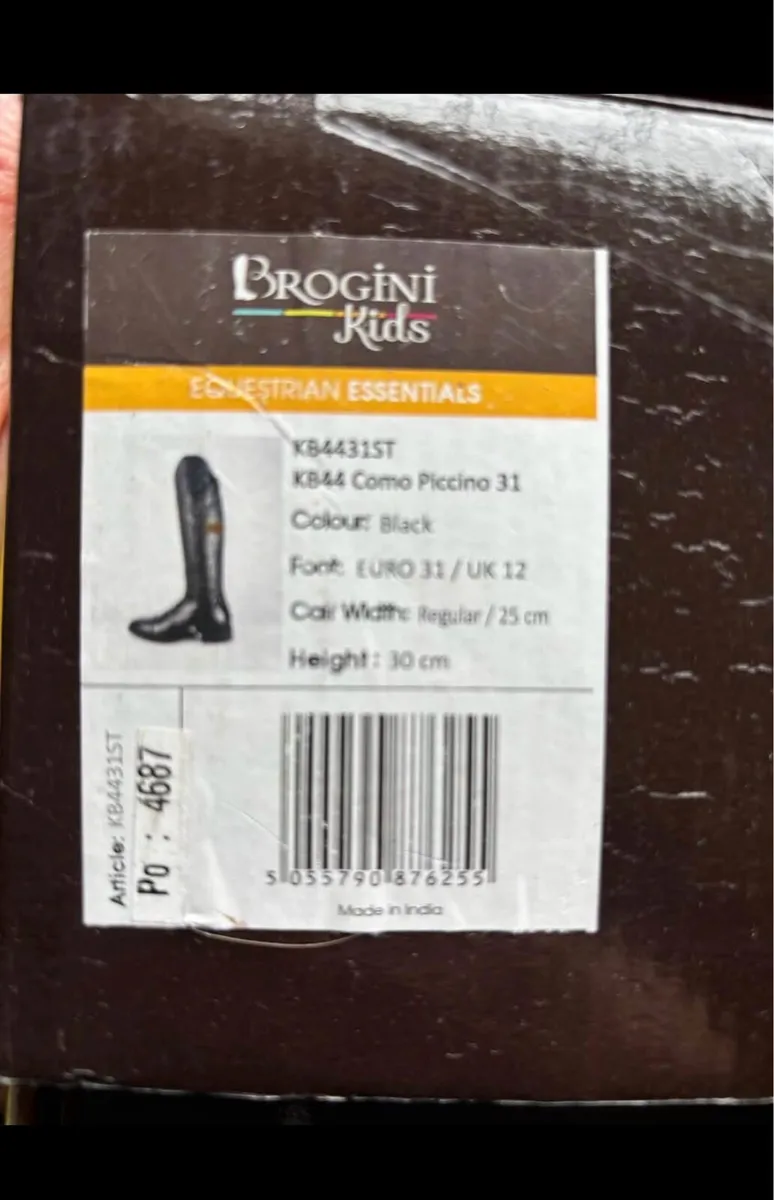 BROGiNi
Kids
EQUESTRIAN ESSENTIALS
KB4431ST
KB44 Como Piccino 31
Colour: Black
Foot: EURO 31 / UK 12
Calf Width: Regular / 25 cm
Height : 30 cm
Article: KB4431ST
Po : 4687
5 055790 876255
Made in India